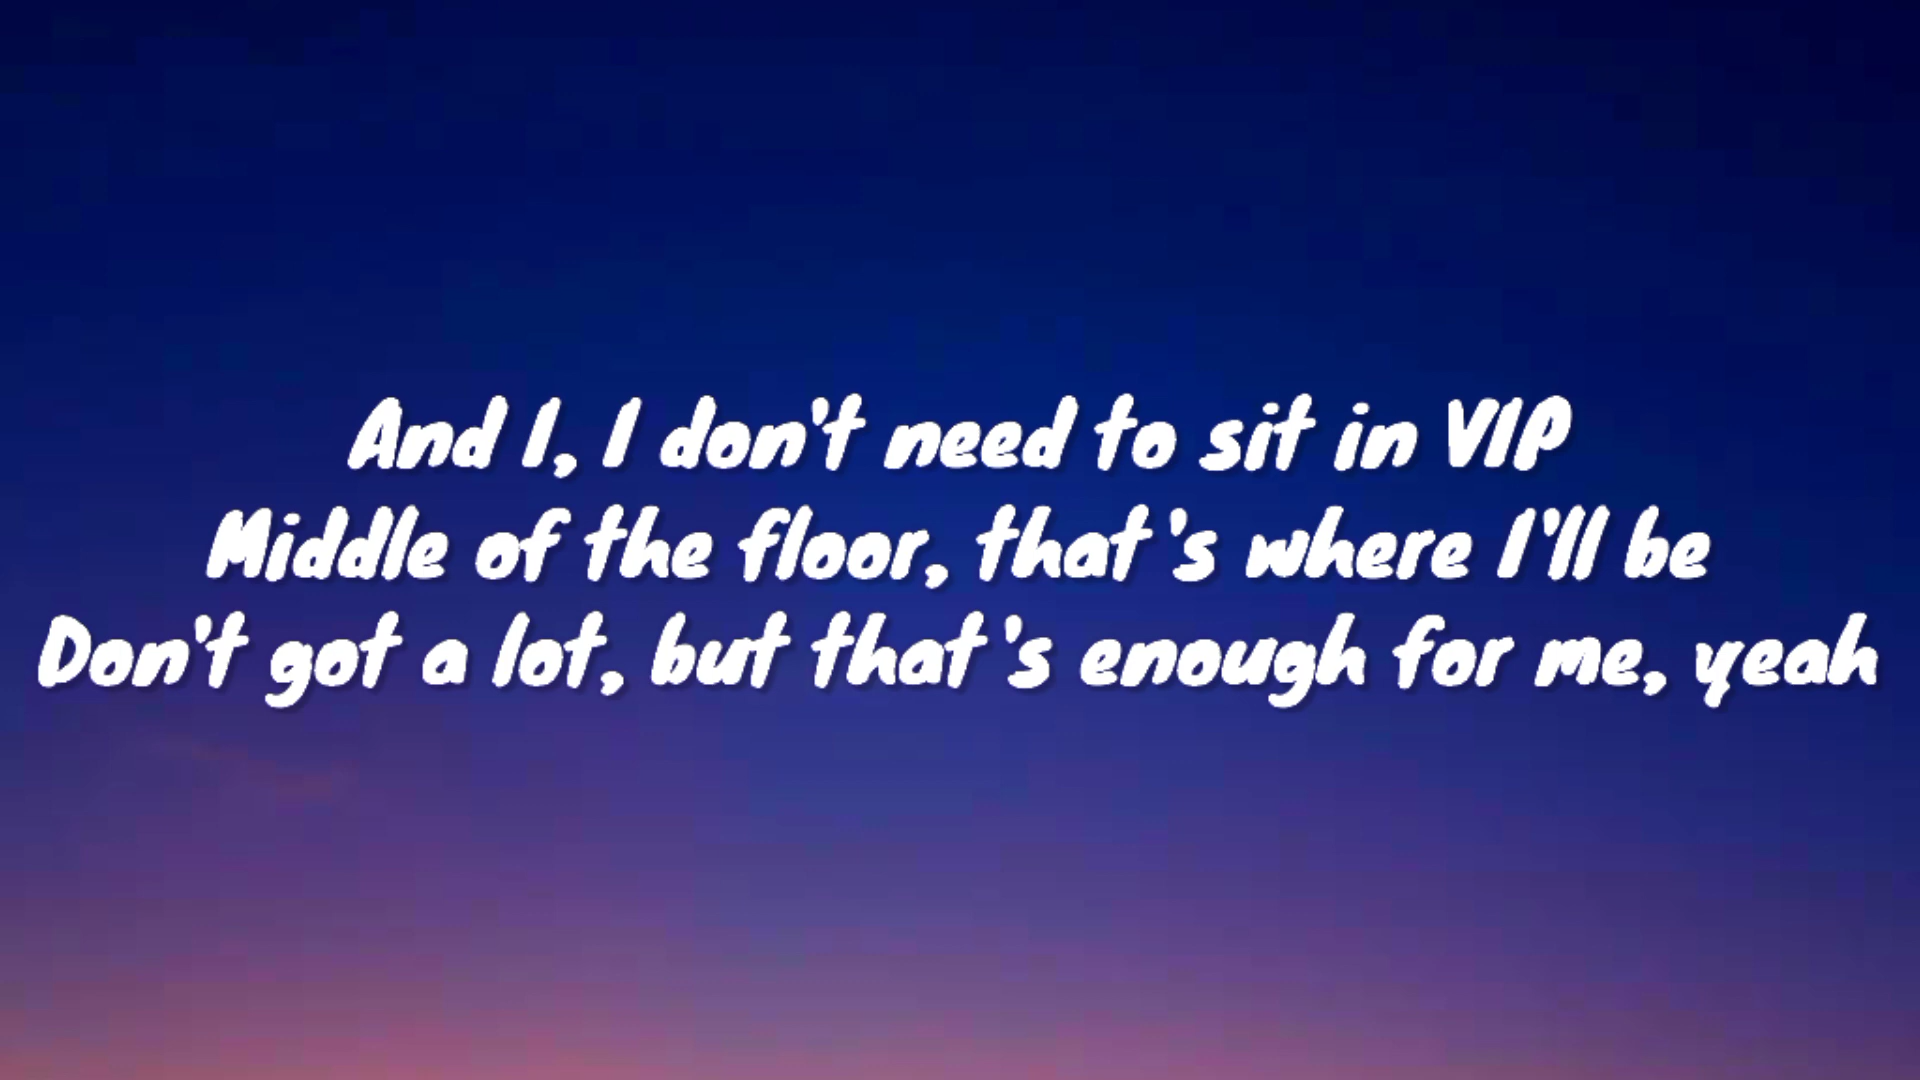 And I, I don't need to sit in VIP
Middle of the floor, that's where I'll be
Don't got a lot, but that's enough for me, yeah